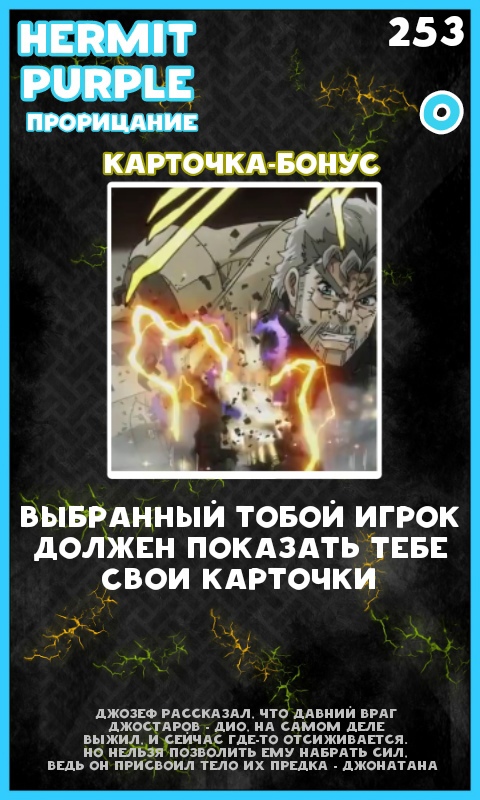 HERMIT
PURPLE
ПРОРИЦАНИЕ
253
КАРТОЧКА-БОНУС
ВЫБРАННЫЙ ТОБОЙ ИГРОК
ДОЛЖЕН ПОКАЗАТЬ ТЕБЕ
СВОИ КАРТОЧКИ
ДЖОЗЕФ РАССКАЗАЛ, ЧТО ДАВНИЙ ВРАГ
ДЖОСТАРОВ - ДИО, НА САМОМ ДЕЛЕ
ВЫЖИЛ, И СЕЙЧАС ГДЕ-ТО ОТСИЖИВАЕТСЯ.
НО НЕЛЬЗЯ ПОЗВОЛИТЬ ЕМУ НАБРАТЬ СИЛ,
ВЕДЬ ОН ПРИСВОИЛ ТЕЛО ИХ ПРЕДКА - ДЖОНАТАНА